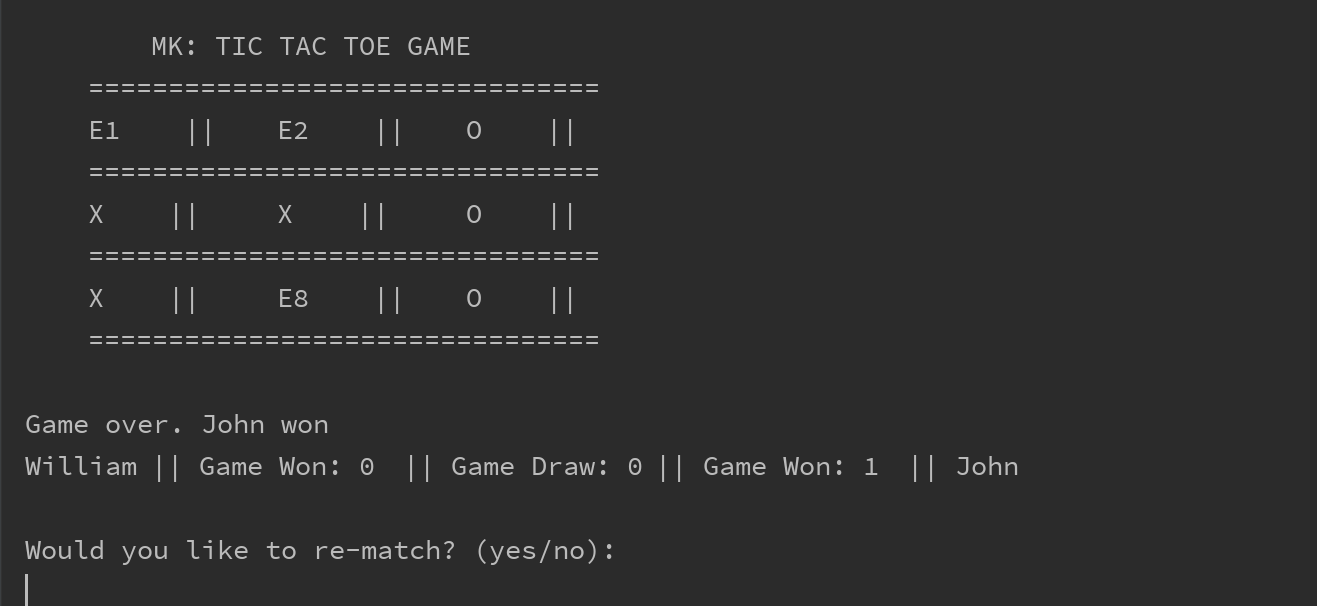 MK: TIC TAC TOE GAME
================================
E1 || E2 || O ||
================================
X || X || O ||
================================
X || E8 || O ||
================================
Game over. John won
William || Game Won: 0 || Game Draw: 0 || Game Won: 1 || John
Would you like to re-match? (yes/no):